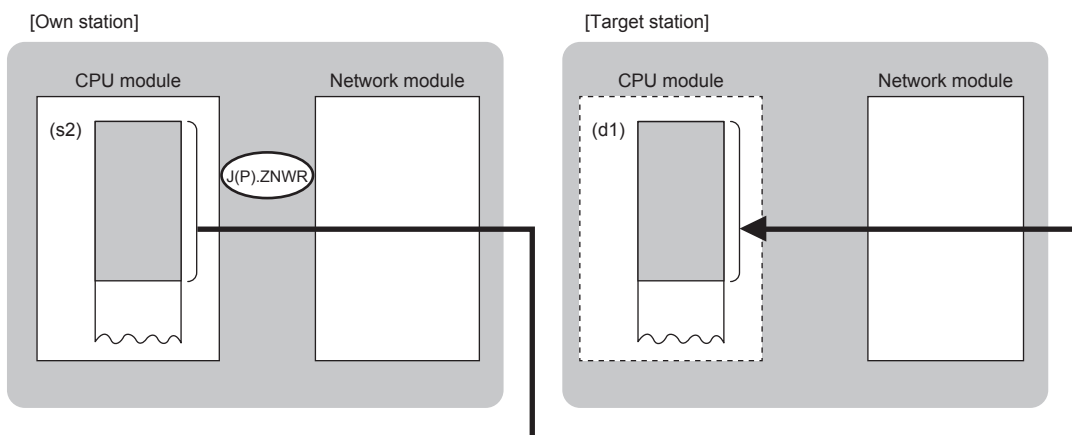 [Own station]
[Target station]
CPU module
Network module
CPU module
Network module
(s2)
J(P).ZNWR
(d1)